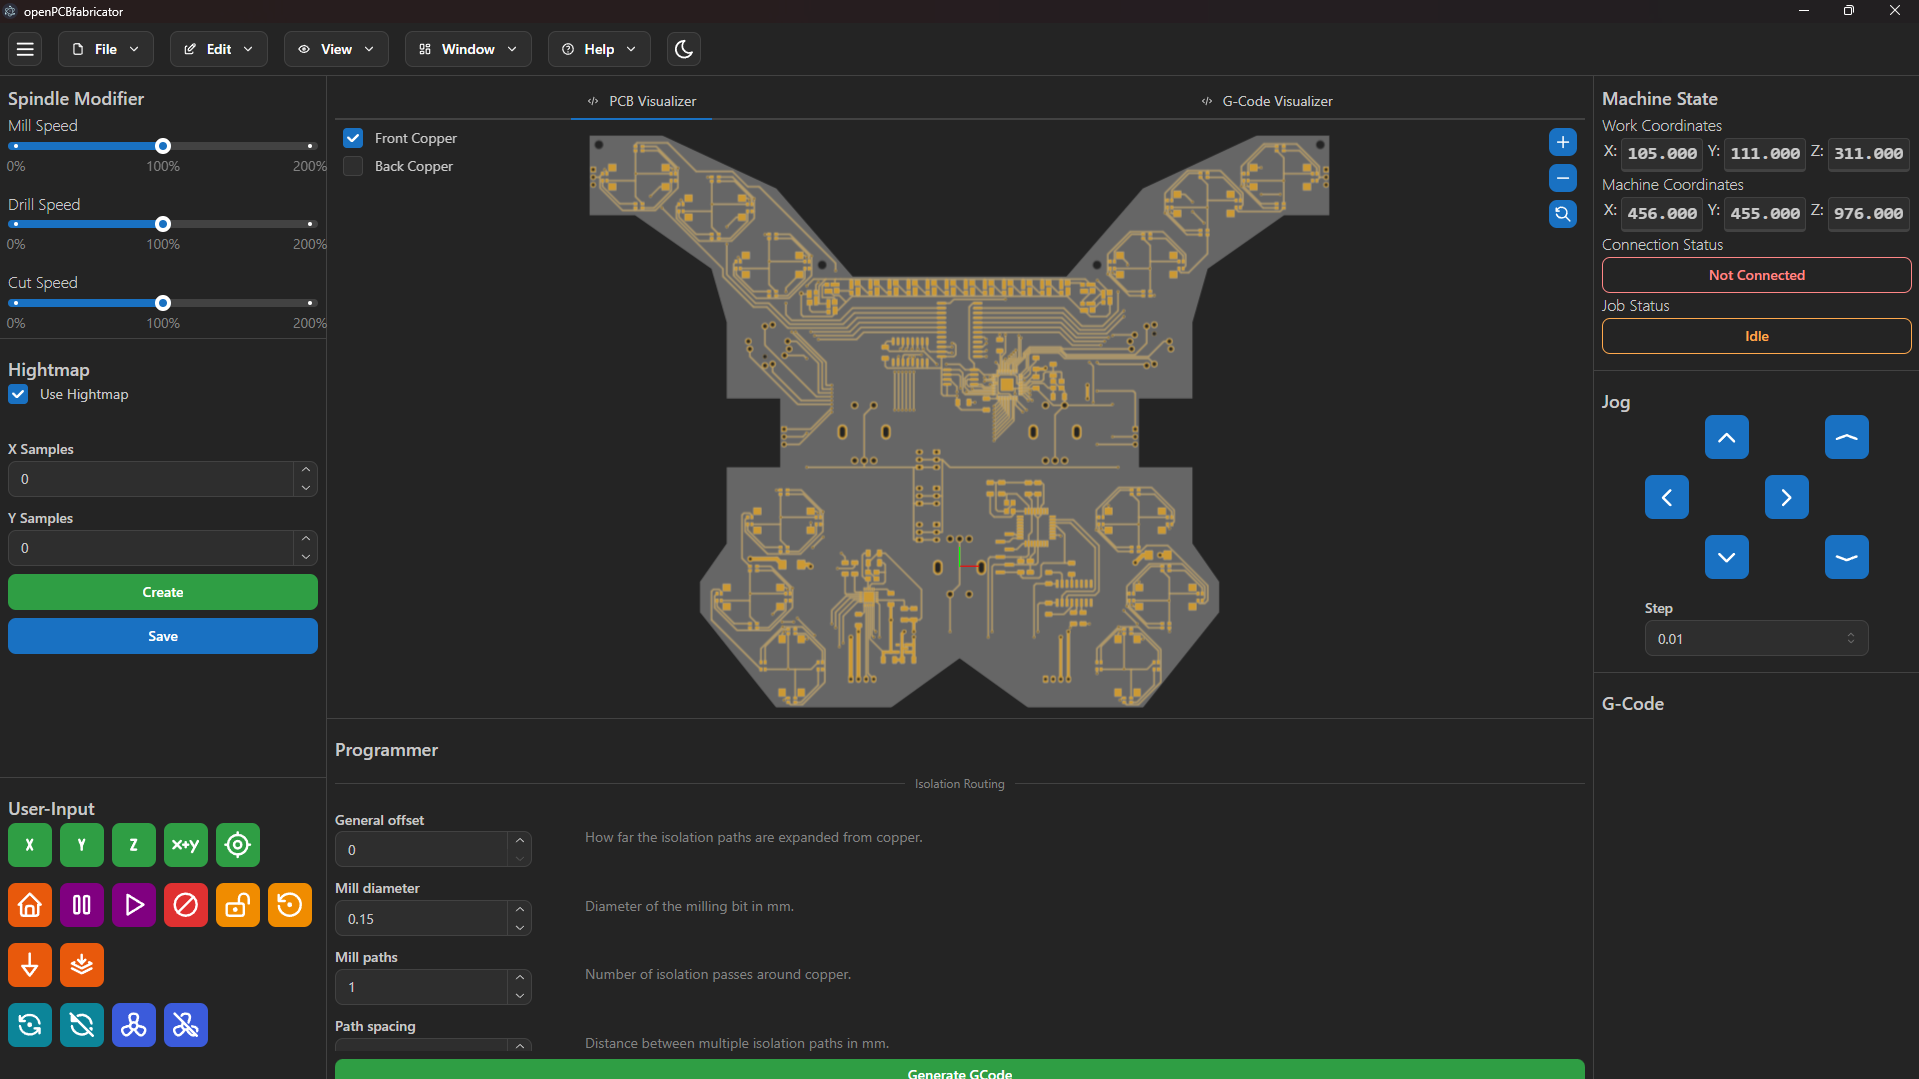 openPCBfabricator
File
Edit
View
Window
Help
Spindle Modifier
Mill Speed
0% 100% 200%
Drill Speed
0% 100% 200%
Cut Speed
0% 100% 200%
Hightmap
Use Hightmap
X Samples
0
Y Samples
0
Create
Save
User-Input
X Y Z X+Y
PCB Visualizer
G-Code Visualizer
Front Copper
Back Copper
Programmer
Isolation Routing
General offset
0
How far the isolation paths are expanded from copper.
Mill diameter
0.15
Diameter of the milling bit in mm.
Mill paths
1
Number of isolation passes around copper.
Path spacing
Distance between multiple isolation paths in mm.
Generate GCode
Machine State
Work Coordinates
X: 105.000 Y: 111.000 Z: 311.000
Machine Coordinates
X: 456.000 Y: 455.000 Z: 976.000
Connection Status
Not Connected
Job Status
Idle
Jog
Step
0.01
G-Code